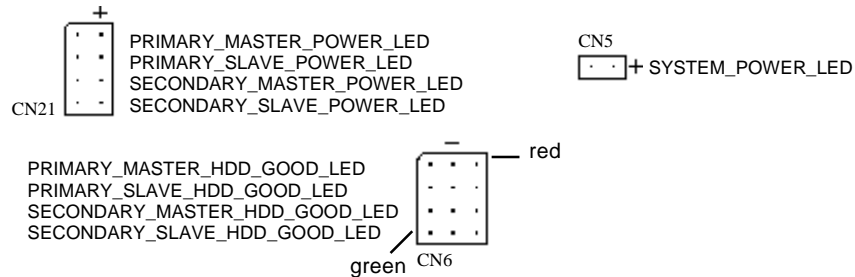 +
PRIMARY_MASTER_POWER_LED
PRIMARY_SLAVE_POWER_LED
SECONDARY_MASTER_POWER_LED
SECONDARY_SLAVE_POWER_LED
CN21
CN5
+ SYSTEM_POWER_LED
PRIMARY_MASTER_HDD_GOOD_LED
PRIMARY_SLAVE_HDD_GOOD_LED
SECONDARY_MASTER_HDD_GOOD_LED
SECONDARY_SLAVE_HDD_GOOD_LED
−
red
green
CN6